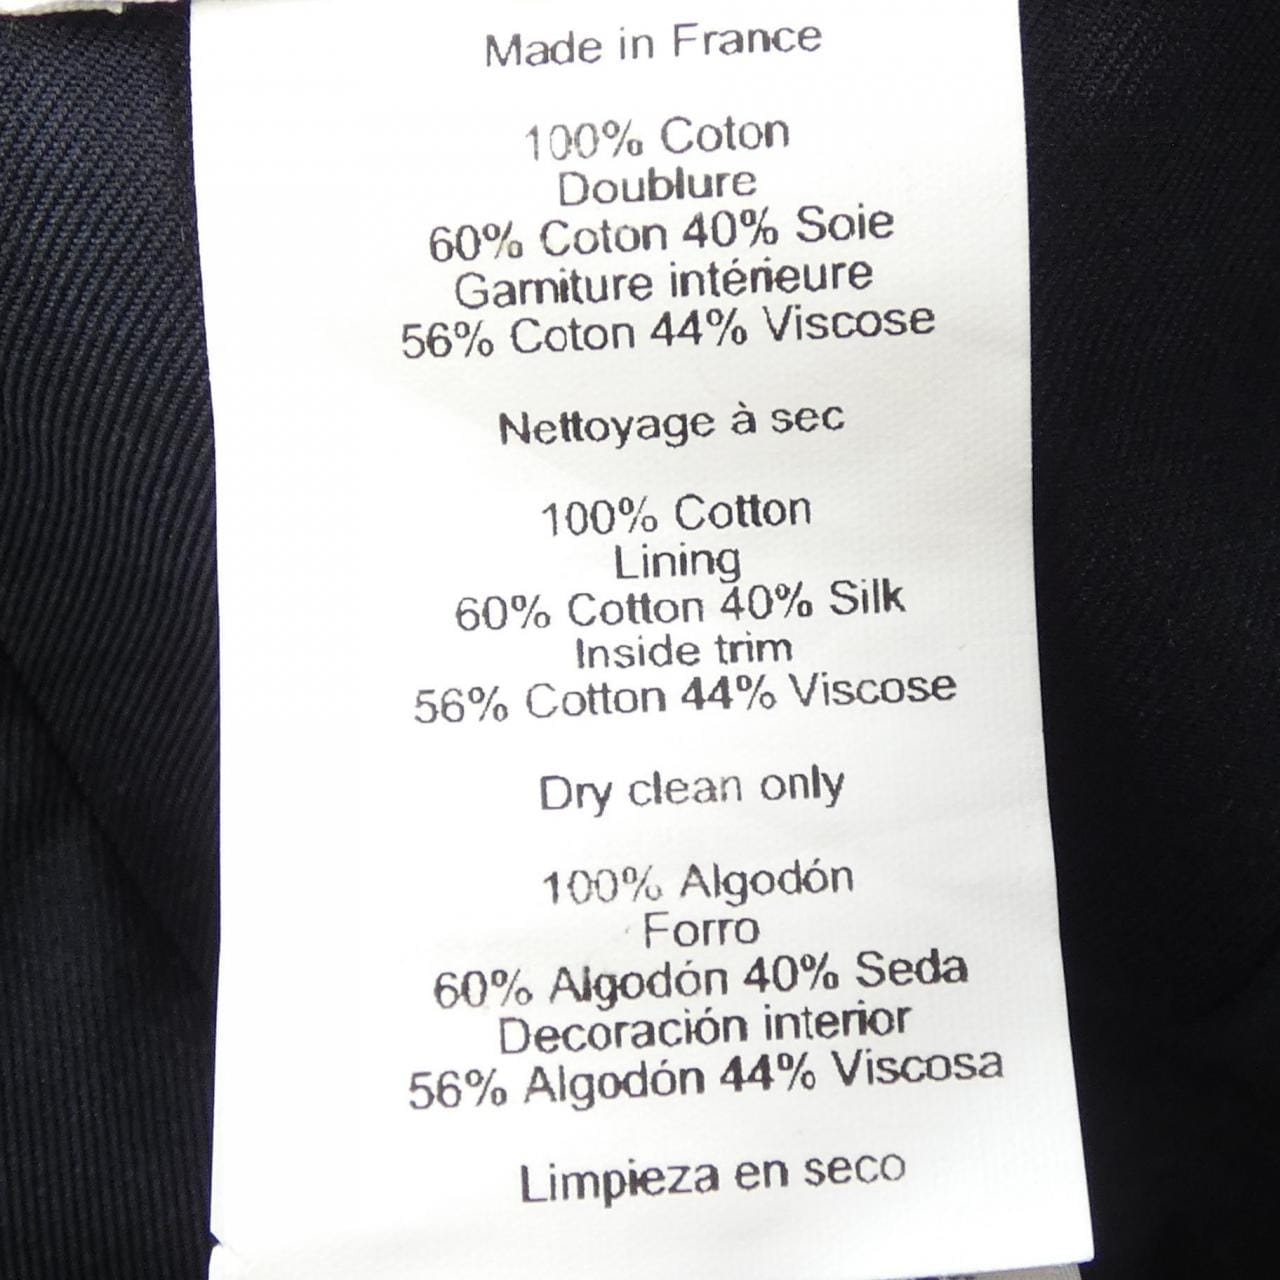 Made in France
100% Coton
Doublure
60% Coton 40% Soie
Garniture intérieure
56% Coton 44% Viscose
Nettoyage à sec
100% Cotton
Lining
60% Cotton 40% Silk
Inside trim
56% Cotton 44% Viscose
Dry clean only
100% Algodón
Forro
60% Algodón 40% Seda
Decoración interior
56% Algodón 44% Viscosa
Limpieza en seco